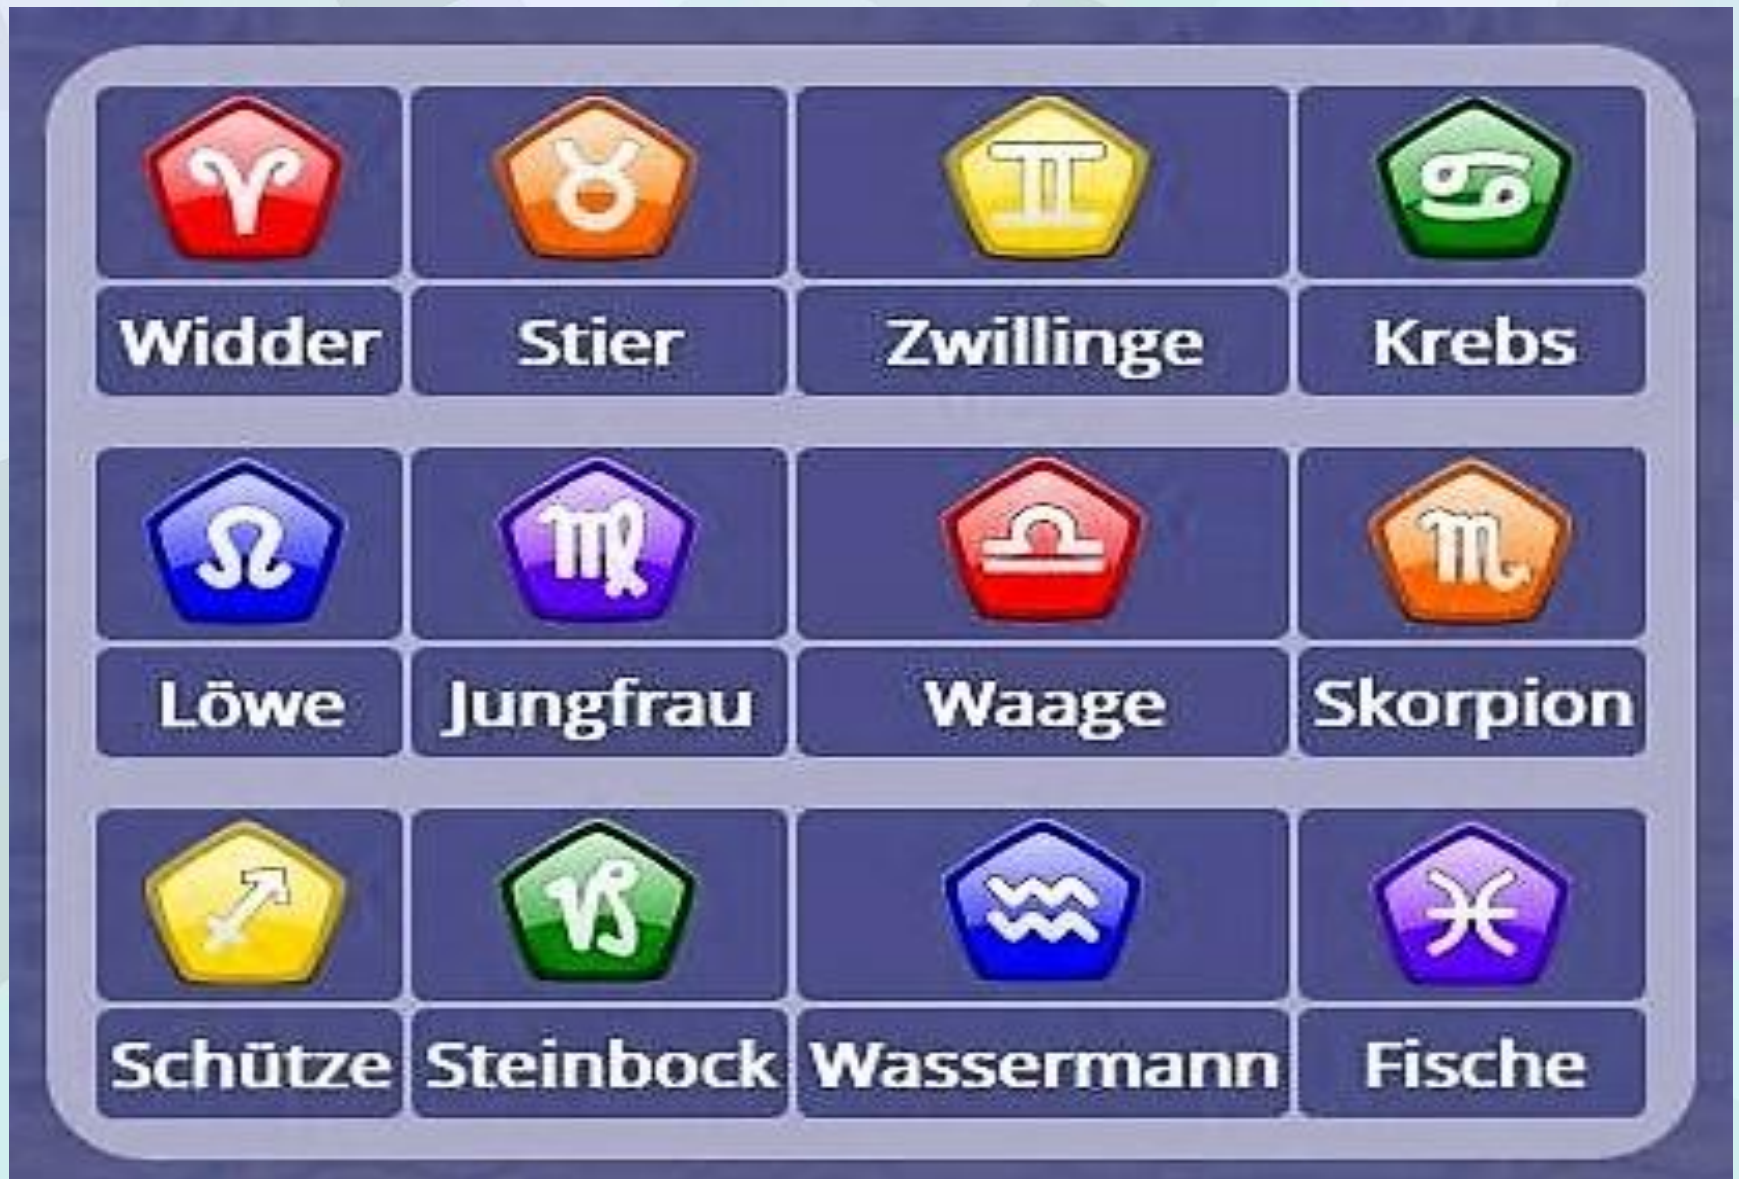 Widder Stier Zwillinge Krebs
Löwe Jungfrau Waage Skorpion
Schütze Steinbock Wassermann Fische